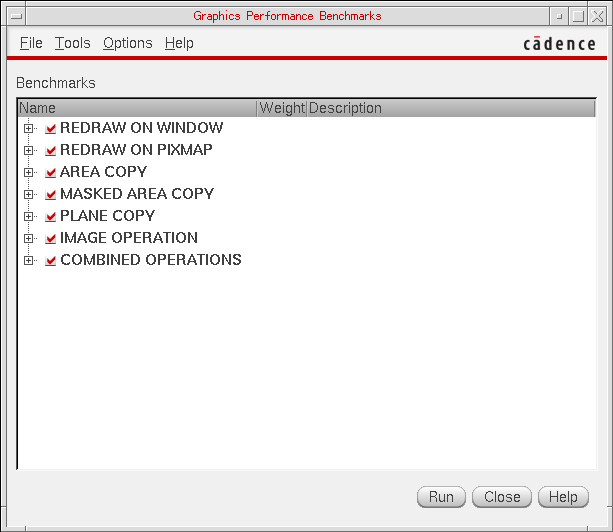 Graphics Performance Benchmarks
File Tools Options Help cādence
Benchmarks
Name Weight Description
REDRAW ON WINDOW
REDRAW ON PIXMAP
AREA COPY
MASKED AREA COPY
PLANE COPY
IMAGE OPERATION
COMBINED OPERATIONS
Run Close Help